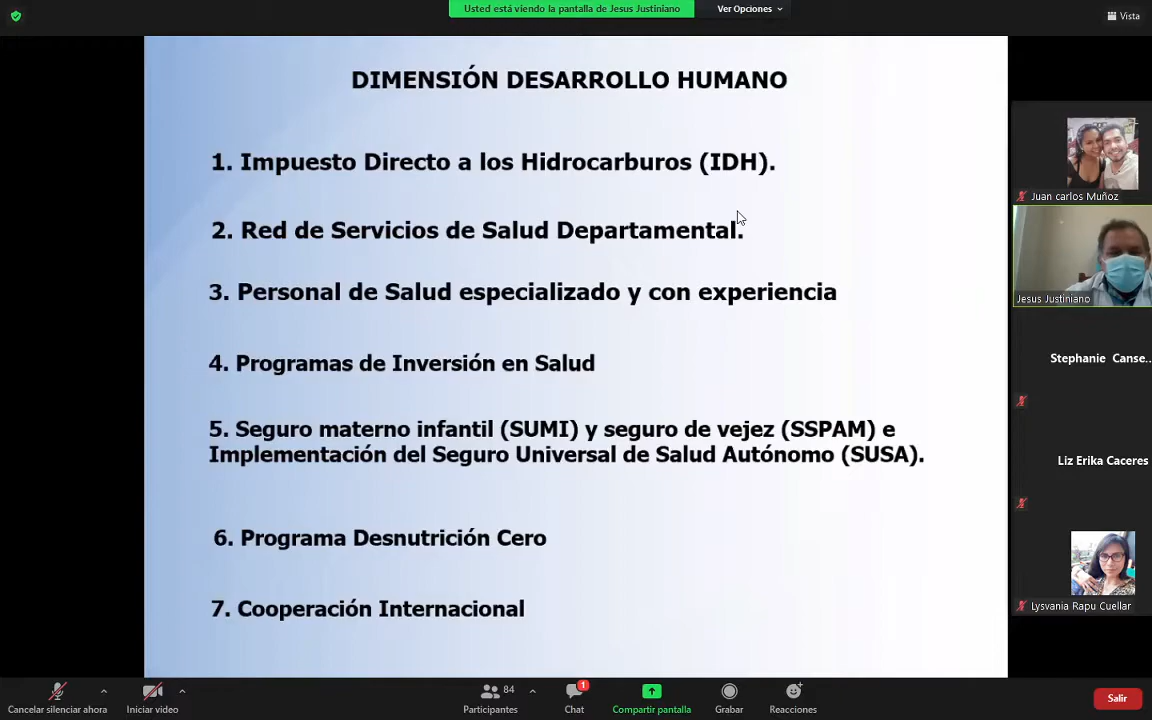 Usted está viendo la pantalla de Jesus Justiniano
Ver Opciones
Vista
DIMENSIÓN DESARROLLO HUMANO
1. Impuesto Directo a los Hidrocarburos (IDH).
2. Red de Servicios de Salud Departamental.
3. Personal de Salud especializado y con experiencia
4. Programas de Inversión en Salud
5. Seguro materno infantil (SUMI) y seguro de vejez (SSPAM) e
Implementación del Seguro Universal de Salud Autónomo (SUSA).
6. Programa Desnutrición Cero
7. Cooperación Internacional
Juan carlos Muñoz
Jesus Justiniano
Stephanie Canse...
Liz Erika Caceres
Lysvania Rapu Cuellar
Cancelar silenciar ahora
Iniciar video
Participantes
84
Chat
1
Compartir pantalla
Grabar
Reacciones
Salir